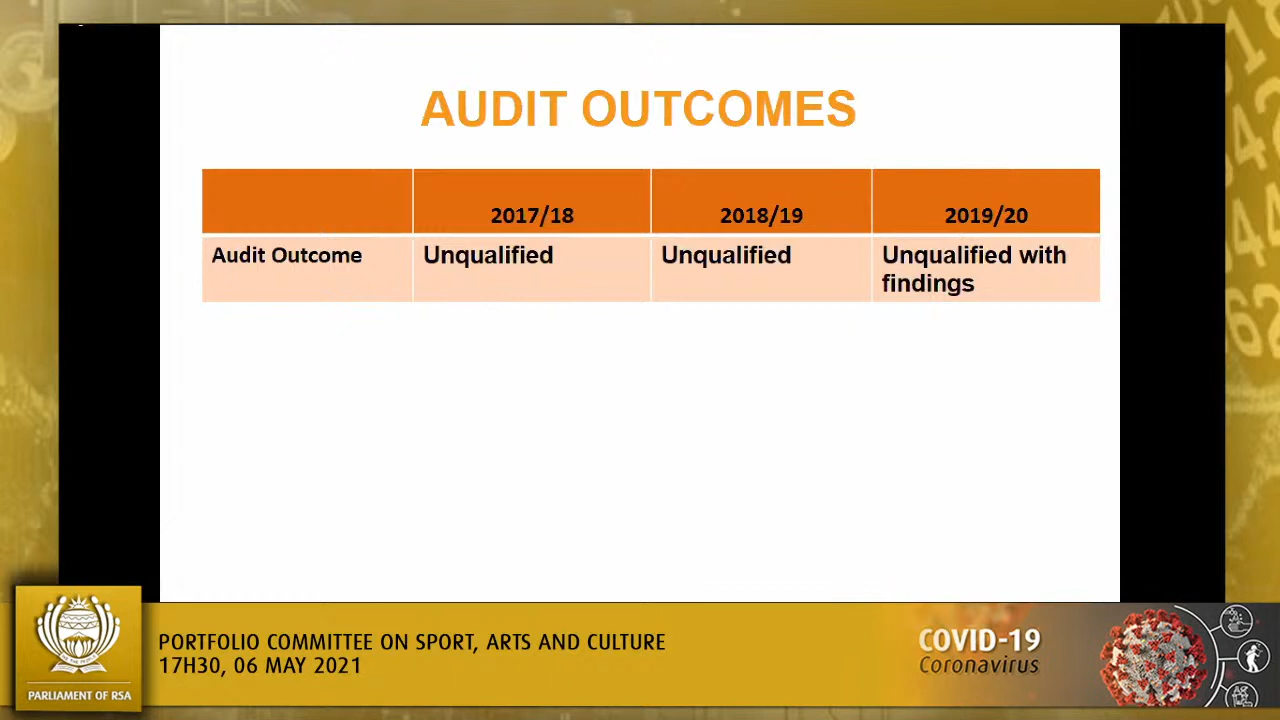 AUDIT OUTCOMES
2017/18 2018/19 2019/20
Audit Outcome Unqualified Unqualified Unqualified with
findings
PORTFOLIO COMMITTEE ON SPORT, ARTS AND CULTURE
17H30, 06 MAY 2021
PARLIAMENT OF RSA
COVID-19
Coronavirus